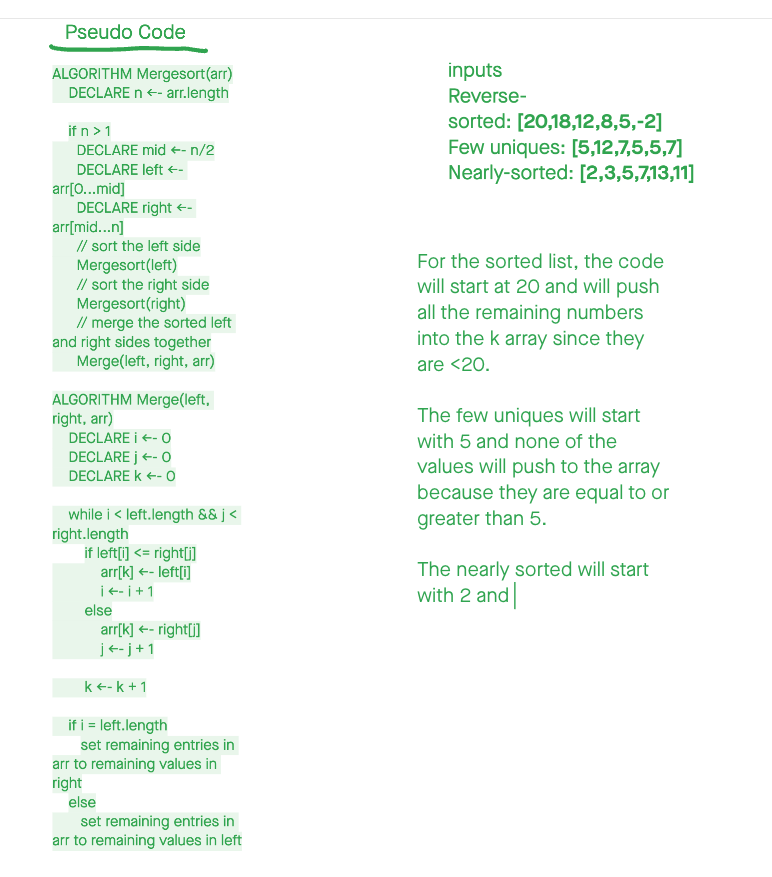 Pseudo Code
ALGORITHM Mergesort(arr)
DECLARE n <-- arr.length
if n > 1
DECLARE mid <-- n/2
DECLARE left <--
arr[0...mid]
DECLARE right <--
arr[mid...n]
// sort the left side
Mergesort(left)
// sort the right side
Mergesort(right)
// merge the sorted left
and right sides together
Merge(left, right, arr)
ALGORITHM Merge(left,
right, arr)
DECLARE i <-- 0
DECLARE j <-- 0
DECLARE k <-- 0
while i < left.length && j <
right.length
if left[i] <= right[j]
arr[k] <-- left[i]
i <-- i + 1
else
arr[k] <-- right[j]
j <-- j + 1
k <-- k + 1
if i = left.length
set remaining entries in
arr to remaining values in
right
else
set remaining entries in
arr to remaining values in left
inputs
Reverse-
sorted: [20,18,12,8,5,-2]
Few uniques: [5,12,7,5,5,7]
Nearly-sorted: [2,3,5,7,13,11]
For the sorted list, the code
will start at 20 and will push
all the remaining numbers
into the k array since they
are <20.
The few uniques will start
with 5 and none of the
values will push to the array
because they are equal to or
greater than 5.
The nearly sorted will start
with 2 and